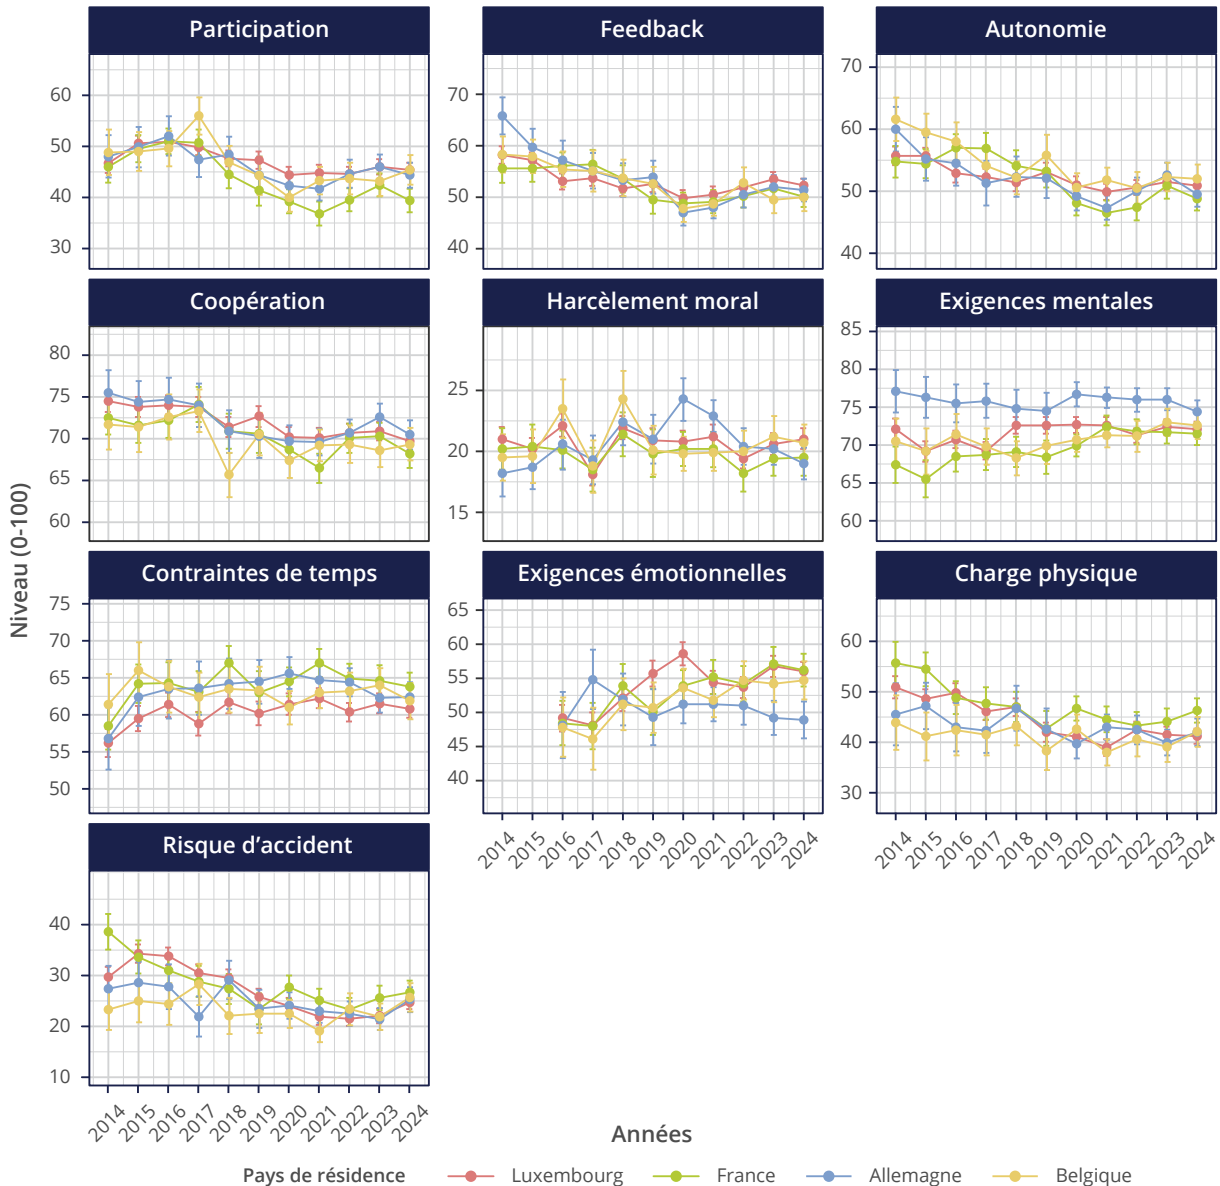 Participation
Feedback
Autonomie
60
50
40
30
70
60
50
40
70
60
50
40
Coopération
Harcèlement moral
Exigences mentales
80
75
70
65
60
25
20
15
85
80
75
70
65
60
Niveau (0-100)
Contraintes de temps
Exigences émotionnelles
Charge physique
75
70
65
60
55
50
65
60
55
50
45
40
60
50
40
30
2014 2015 2016 2017 2018 2019 2020 2021 2022 2023 2024
2014 2015 2016 2017 2018 2019 2020 2021 2022 2023 2024
Risque d’accident
40
30
20
10
2014 2015 2016 2017 2018 2019 2020 2021 2022 2023 2024
Années
Pays de résidence Luxembourg France Allemagne Belgique